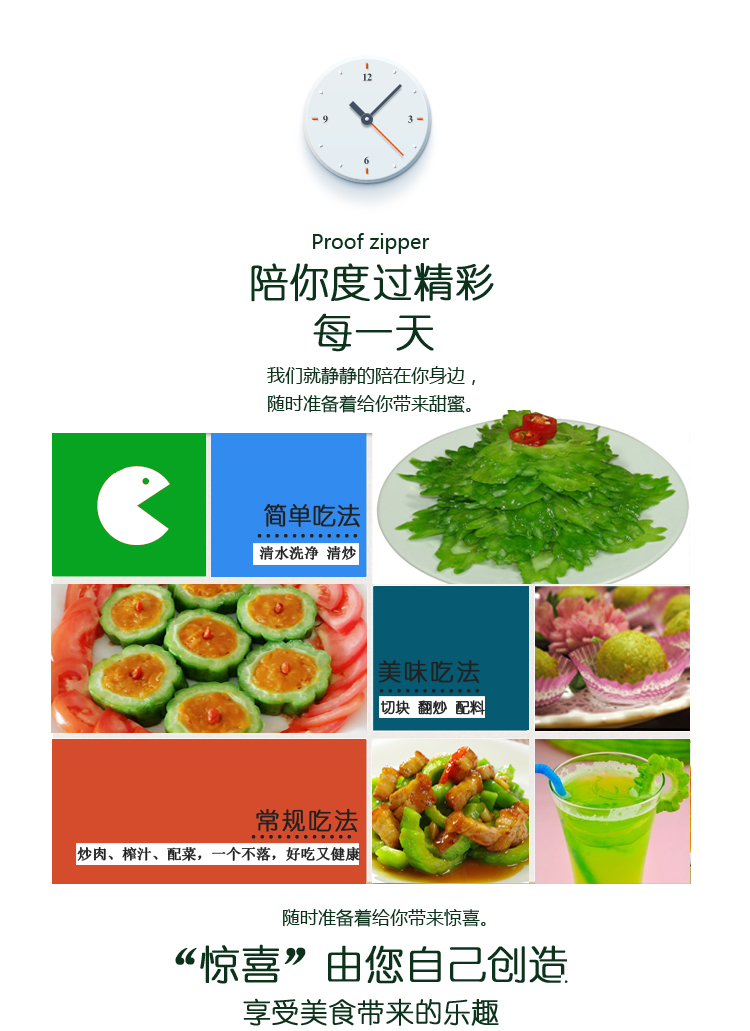 12
9
3
6
Proof zipper
陪你度过精彩
每一天
我们就静静的陪在你身边，
随时准备着给你带来甜蜜。
简单吃法
清水洗净 清炒
美味吃法
切块 翻炒 配料
常规吃法
炒肉、榨汁、配菜，一个不落，好吃又健康
随时准备着给你带来惊喜。
“惊喜”由您自己创造.
享受美食带来的乐趣